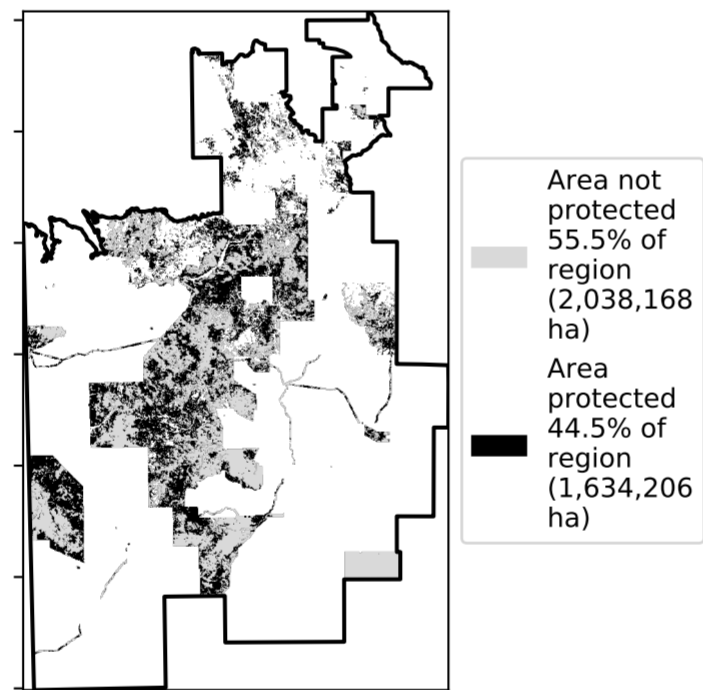 Area not
protected
55.5% of
region
(2,038,168
ha)
Area
protected
44.5% of
region
(1,634,206
ha)